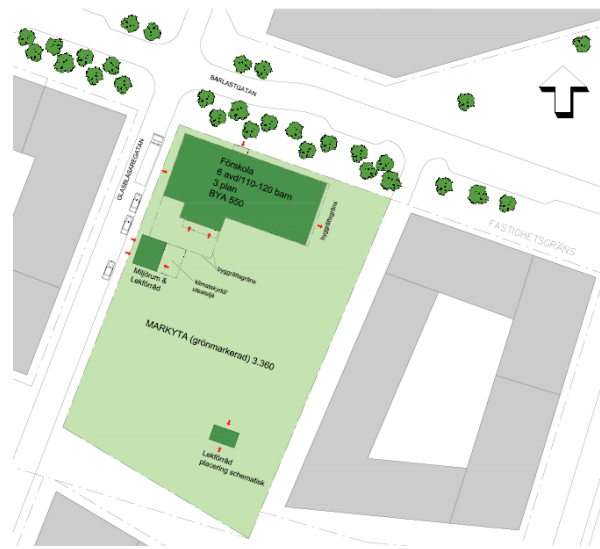 BARLASTGATAN
GLASBLÅSAREGATAN
Förskola
6 avd/110-120 barn
3 plan
BYA 550
byggrättsgräns
FASTIGHETSGRÄNS
byggrättsgräns
klimatskydd/
uteateljé
Miljörum &
Lekförråd
MARKYTA (grönmarkerad) 3.360
Lekförråd
placering schematisk